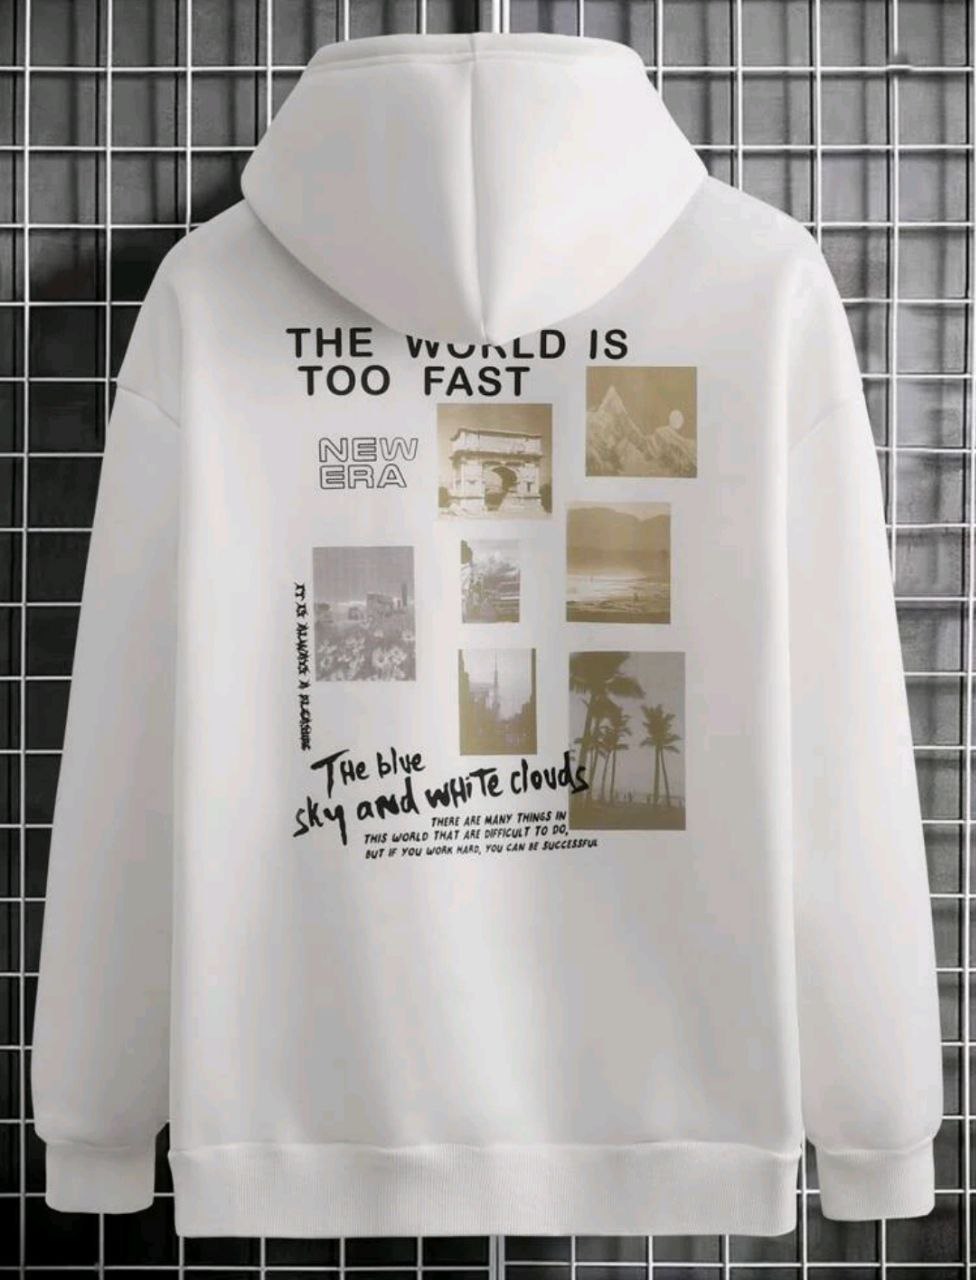 THE WORLD IS
TOO FAST
NEW
ERA
IT IS ALWAYS A PLEASURE
THE blue
sky and WHiTe clouds
THERE ARE MANY THINGS IN
THIS WORLD THAT ARE DIFFICULT TO DO,
BUT IF YOU WORK HARD, YOU CAN BE SUCCESSFUL